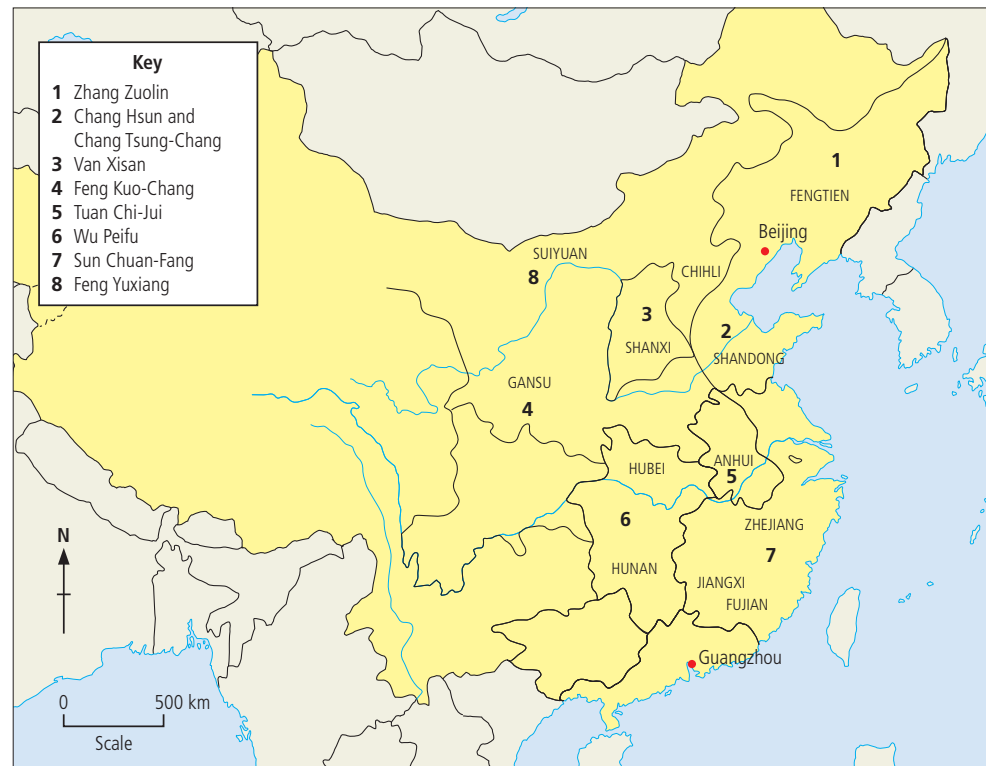 Key
1 Zhang Zuolin
2 Chang Hsun and
Chang Tsung-Chang
3 Van Xisan
4 Feng Kuo-Chang
5 Tuan Chi-Jui
6 Wu Peifu
7 Sun Chuan-Fang
8 Feng Yuxiang
1
FENGTIEN
Beijing
SUIYUAN
8
CHIHLI
3
SHANXI
2
SHANDONG
GANSU
4
HUBEI
ANHUI
5
6
ZHEJIANG
7
HUNAN
JIANGXI
FUJIAN
Guangzhou
N
0 500 km
Scale